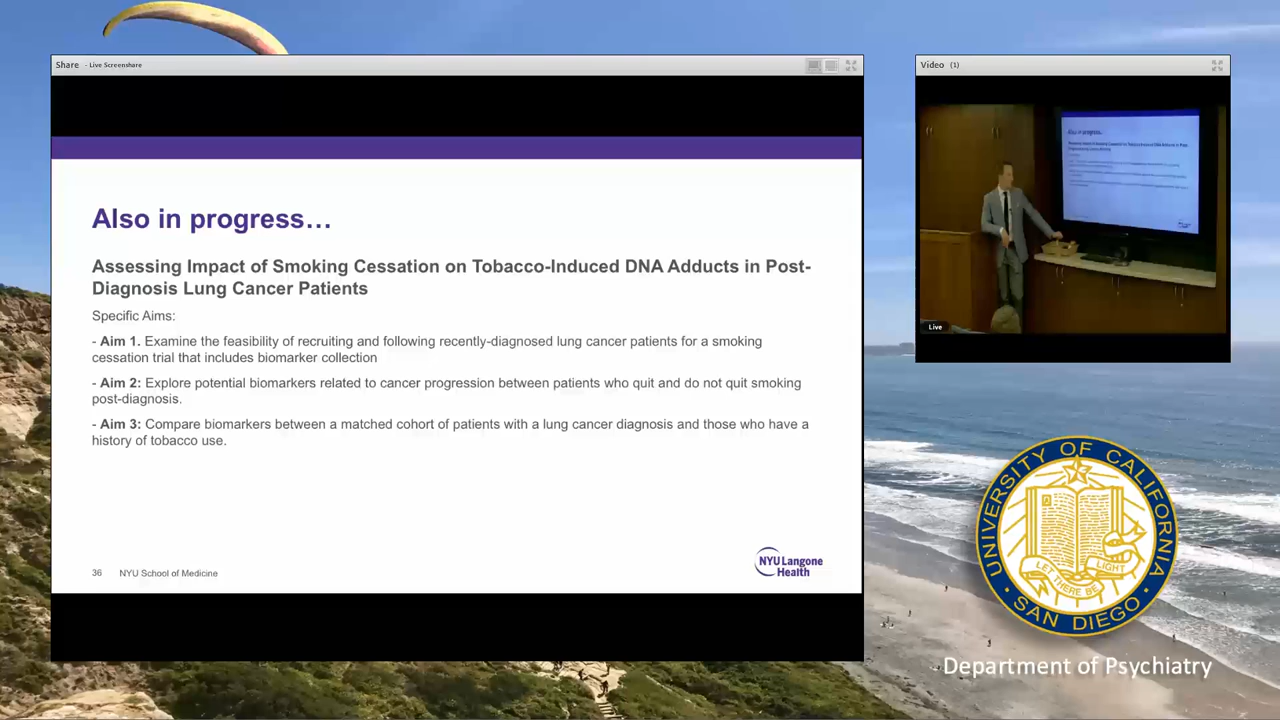 Share - Live Screenshare
Also in progress…
Assessing Impact of Smoking Cessation on Tobacco-Induced DNA Adducts in Post-
Diagnosis Lung Cancer Patients
Specific Aims:
- Aim 1. Examine the feasibility of recruiting and following recently-diagnosed lung cancer patients for a smoking
cessation trial that includes biomarker collection
- Aim 2: Explore potential biomarkers related to cancer progression between patients who quit and do not quit smoking
post-diagnosis.
- Aim 3: Compare biomarkers between a matched cohort of patients with a lung cancer diagnosis and those who have a
history of tobacco use.
36 NYU School of Medicine
NYU Langone
Health
Video (1)
Also in progress...
Live
UNIVERSITY OF CALIFORNIA
LET THERE BE LIGHT
SAN DIEGO
Department of Psychiatry